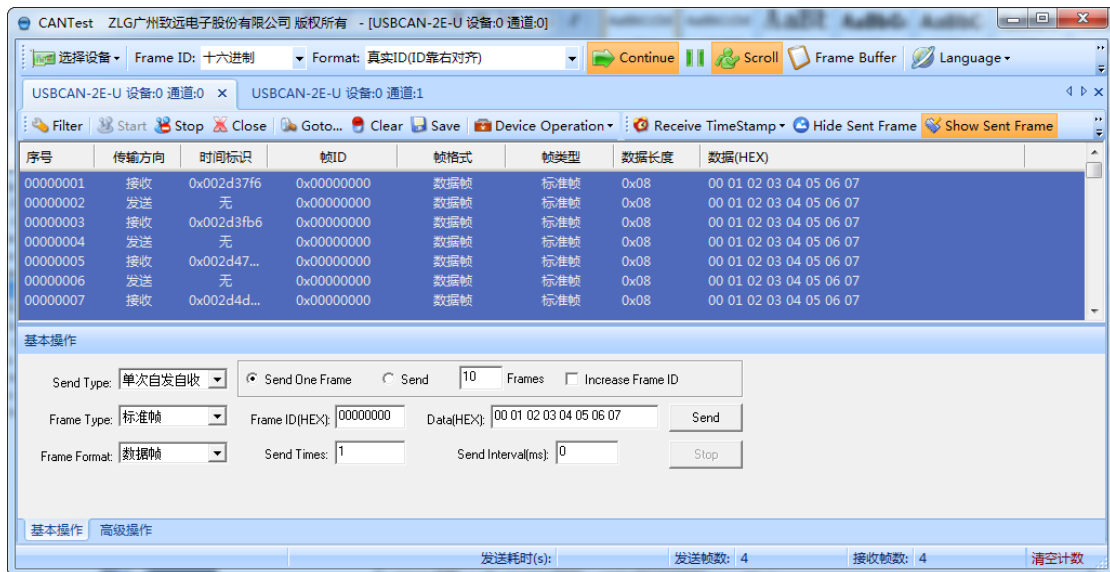 CANTest ZLG广州致远电子股份有限公司 版权所有 - [USBCAN-2E-U 设备:0 通道:0]
选择设备 Frame ID: 十六进制 Format: 真实ID(ID靠右对齐) Continue Scroll Frame Buffer Language
USBCAN-2E-U 设备:0 通道:0 × USBCAN-2E-U 设备:0 通道:1
Filter Start Stop Close Goto... Clear Save Device Operation Receive TimeStamp Hide Sent Frame Show Sent Frame
序号 传输方向 时间标识 帧ID 帧格式 帧类型 数据长度 数据(HEX)
00000001 接收 0x002d37f6 0x00000000 数据帧 标准帧 0x08 00 01 02 03 04 05 06 07
00000002 发送 无 0x00000000 数据帧 标准帧 0x08 00 01 02 03 04 05 06 07
00000003 接收 0x002d3fb6 0x00000000 数据帧 标准帧 0x08 00 01 02 03 04 05 06 07
00000004 发送 无 0x00000000 数据帧 标准帧 0x08 00 01 02 03 04 05 06 07
00000005 接收 0x002d47... 0x00000000 数据帧 标准帧 0x08 00 01 02 03 04 05 06 07
00000006 发送 无 0x00000000 数据帧 标准帧 0x08 00 01 02 03 04 05 06 07
00000007 接收 0x002d4d... 0x00000000 数据帧 标准帧 0x08 00 01 02 03 04 05 06 07
基本操作
Send Type: 单次自发自收 Send One Frame Send 10 Frames Increase Frame ID
Frame Type: 标准帧 Frame ID(HEX): 00000000 Data(HEX): 00 01 02 03 04 05 06 07 Send
Frame Format: 数据帧 Send Times: 1 Send Interval(ms): 0 Stop
基本操作 高级操作
发送耗时(s): 发送帧数: 4 接收帧数: 4 清空计数